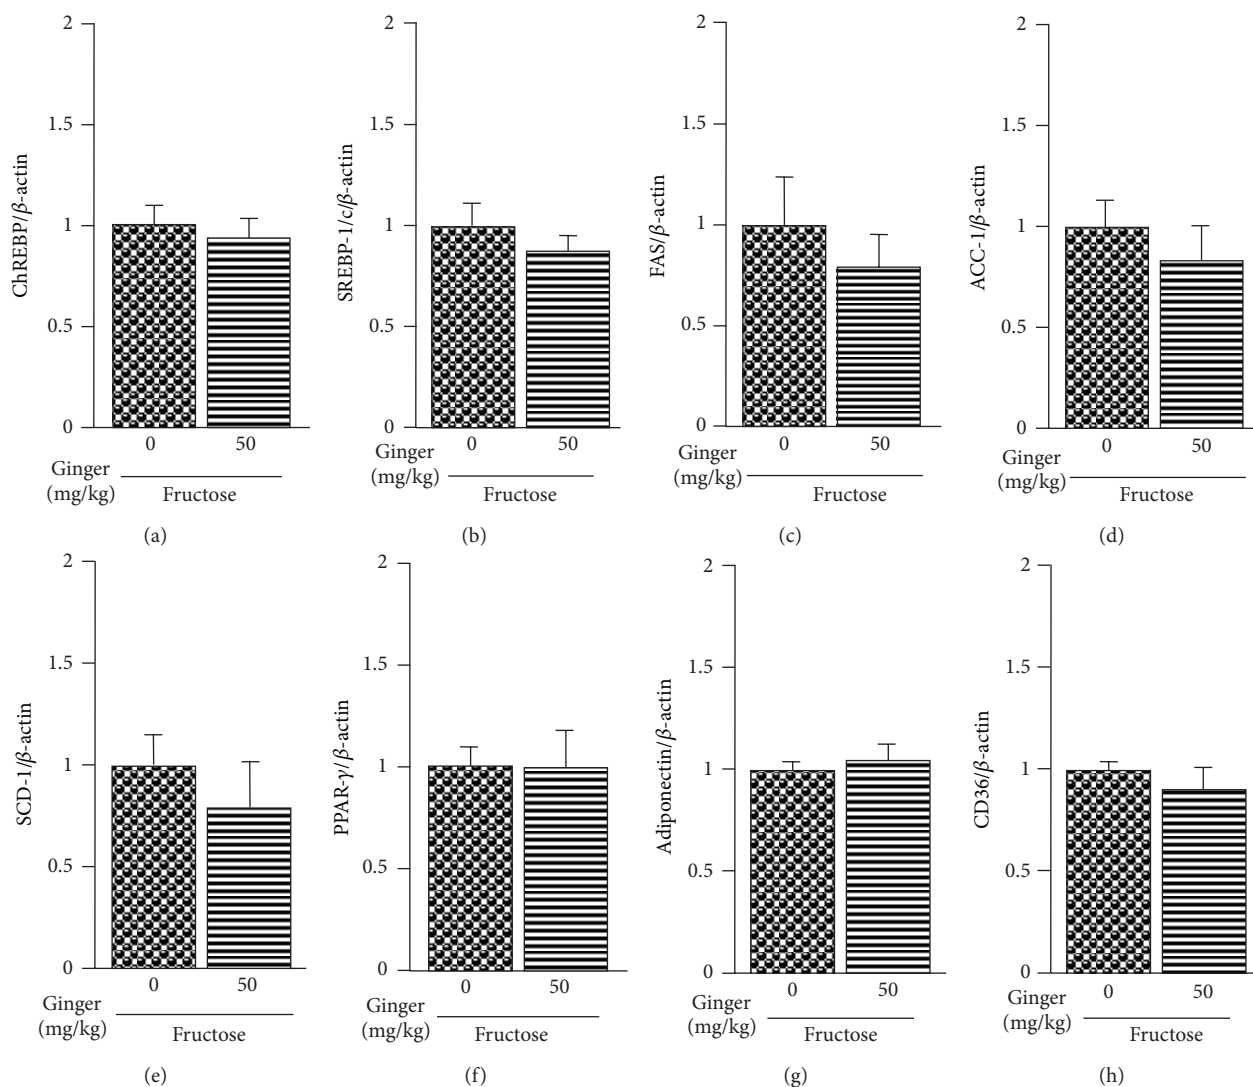 2
1.5
1
0.5
0
ChREBP/β-actin
0 50
Ginger
(mg/kg)
Fructose
(a)
2
1.5
1
0.5
0
SREBP-1/c/β-actin
0 50
Ginger
(mg/kg)
Fructose
(b)
2
1.5
1
0.5
0
FAS/β-actin
0 50
Ginger
(mg/kg)
Fructose
(c)
2
1.5
1
0.5
0
ACC-1/β-actin
0 50
Ginger
(mg/kg)
Fructose
(d)
2
1.5
1
0.5
0
SCD-1/β-actin
0 50
Ginger
(mg/kg)
Fructose
(e)
2
1.5
1
0.5
0
PPAR-γ/β-actin
0 50
Ginger
(mg/kg)
Fructose
(f)
2
1.5
1
0.5
0
Adiponectin/β-actin
0 50
Ginger
(mg/kg)
Fructose
(g)
2
1.5
1
0.5
0
CD36/β-actin
0 50
Ginger
(mg/kg)
Fructose
(h)